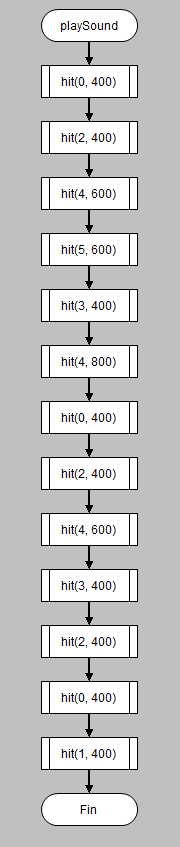 playSound
hit(0, 400)
hit(2, 400)
hit(4, 600)
hit(5, 600)
hit(3, 400)
hit(4, 800)
hit(0, 400)
hit(2, 400)
hit(4, 600)
hit(3, 400)
hit(2, 400)
hit(0, 400)
hit(1, 400)
Fin